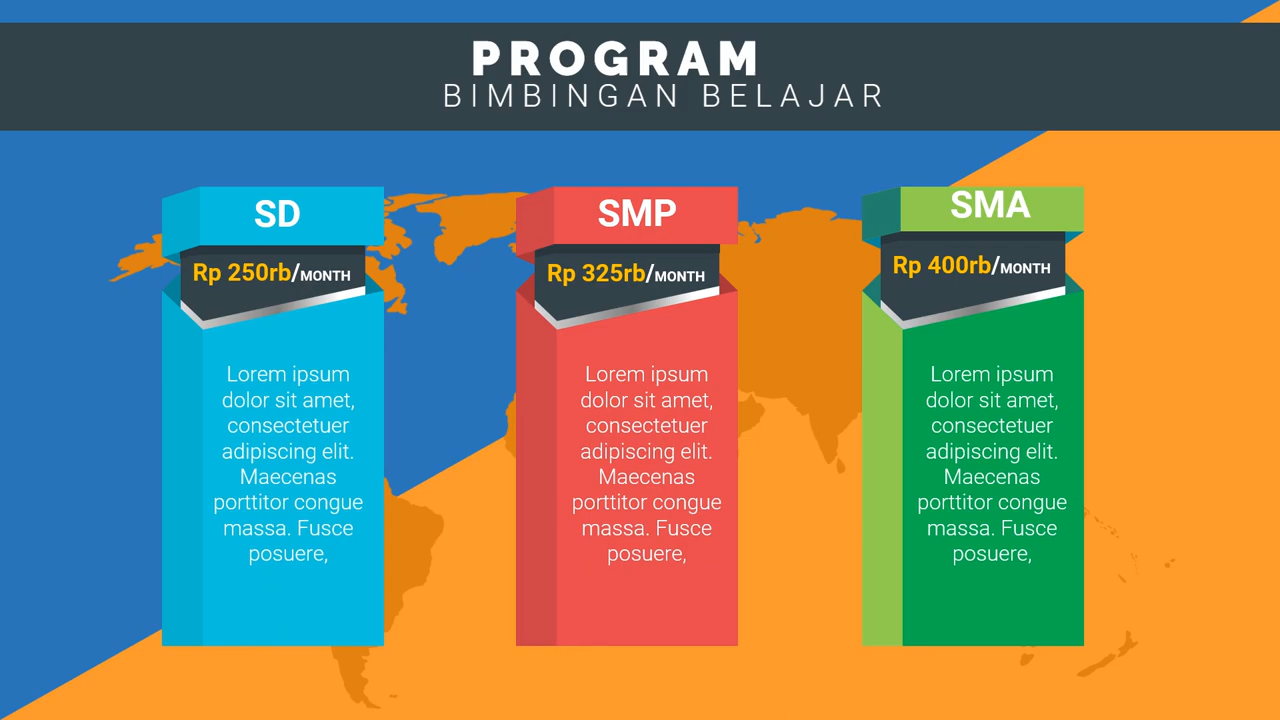 PROGRAM
BIMBINGAN BELAJAR
SD
Rp 250rb/MONTH
Lorem ipsum
dolor sit amet,
consectetuer
adipiscing elit.
Maecenas
porttitor congue
massa. Fusce
posuere,
SMP
Rp 325rb/MONTH
Lorem ipsum
dolor sit amet,
consectetuer
adipiscing elit.
Maecenas
porttitor congue
massa. Fusce
posuere,
SMA
Rp 400rb/MONTH
Lorem ipsum
dolor sit amet,
consectetuer
adipiscing elit.
Maecenas
porttitor congue
massa. Fusce
posuere,